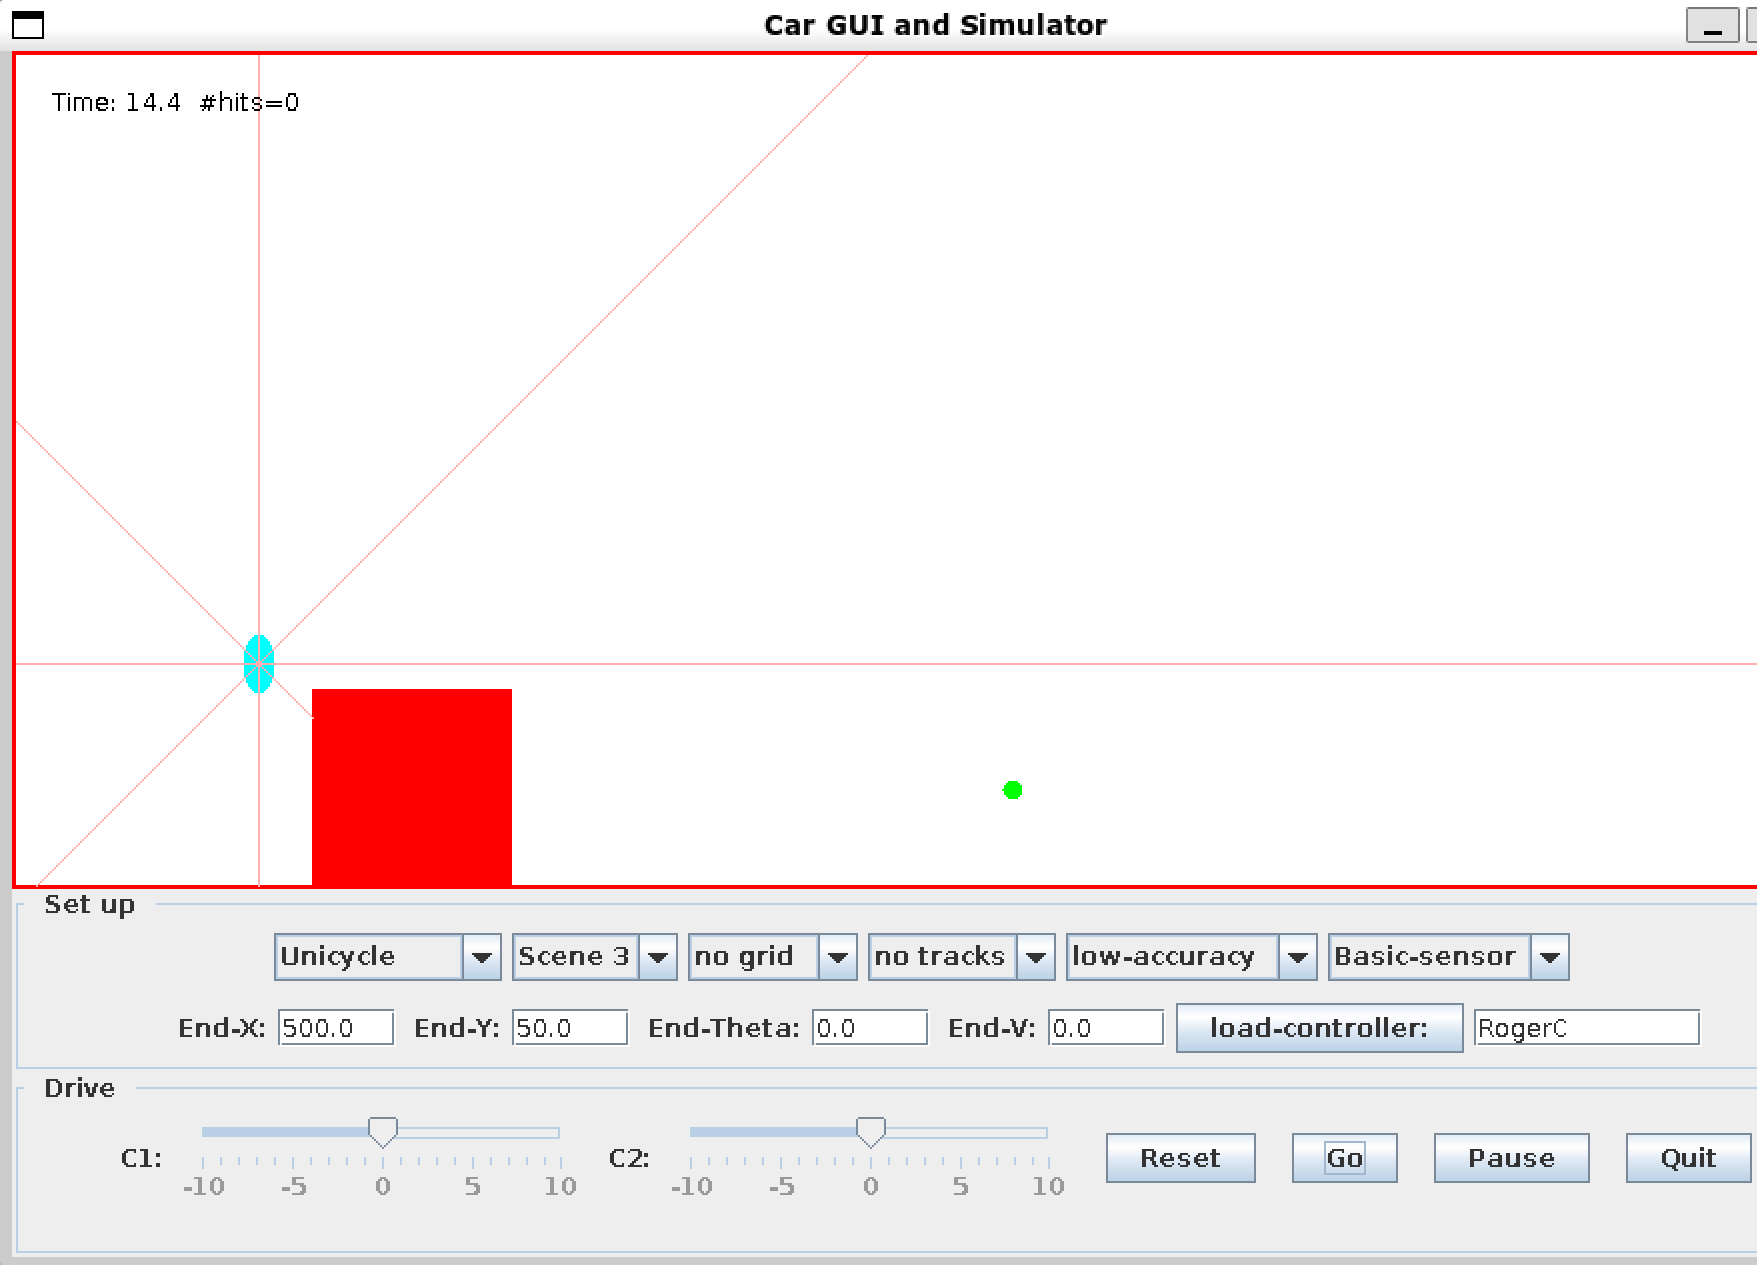 Car GUI and Simulator
Time: 14.4 #hits=0
Set up
Unicycle Scene 3 no grid no tracks low-accuracy Basic-sensor
End-X: 500.0 End-Y: 50.0 End-Theta: 0.0 End-V: 0.0 load-controller: RogerC
Drive
C1: -10 -5 0 5 10 C2: -10 -5 0 5 10 Reset Go Pause Quit